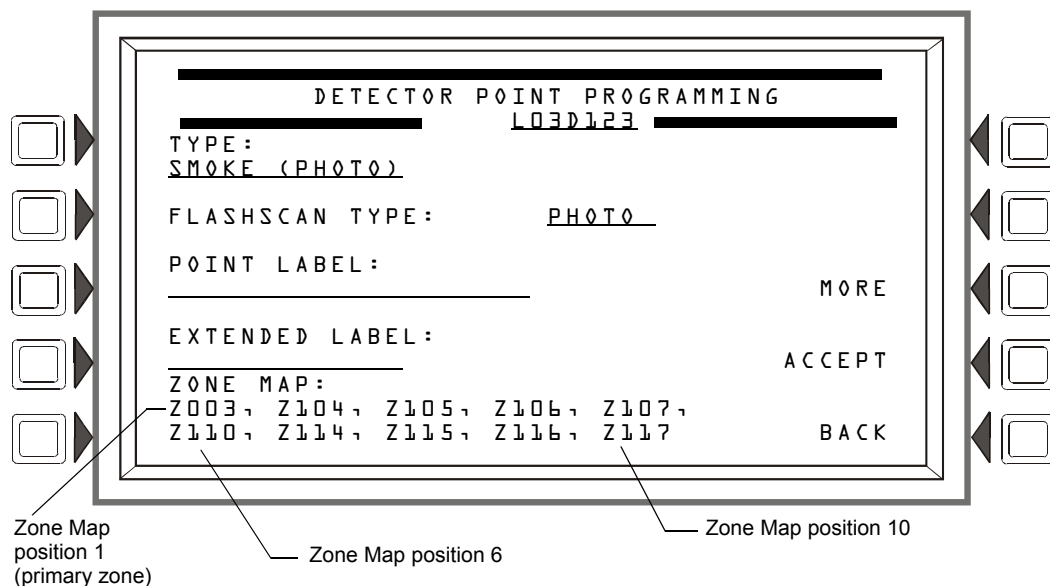 DETECTOR POINT PROGRAMMING
L03D123
TYPE:
SMOKE (PHOTO)
FLASHSCAN TYPE: PHOTO
POINT LABEL:
MORE
EXTENDED LABEL:
ACCEPT
ZONE MAP:
Z003, Z104, Z105, Z106, Z107,
Z110, Z114, Z115, Z116, Z117 BACK
Zone Map
position 1
(primary zone)
Zone Map position 6
Zone Map position 10